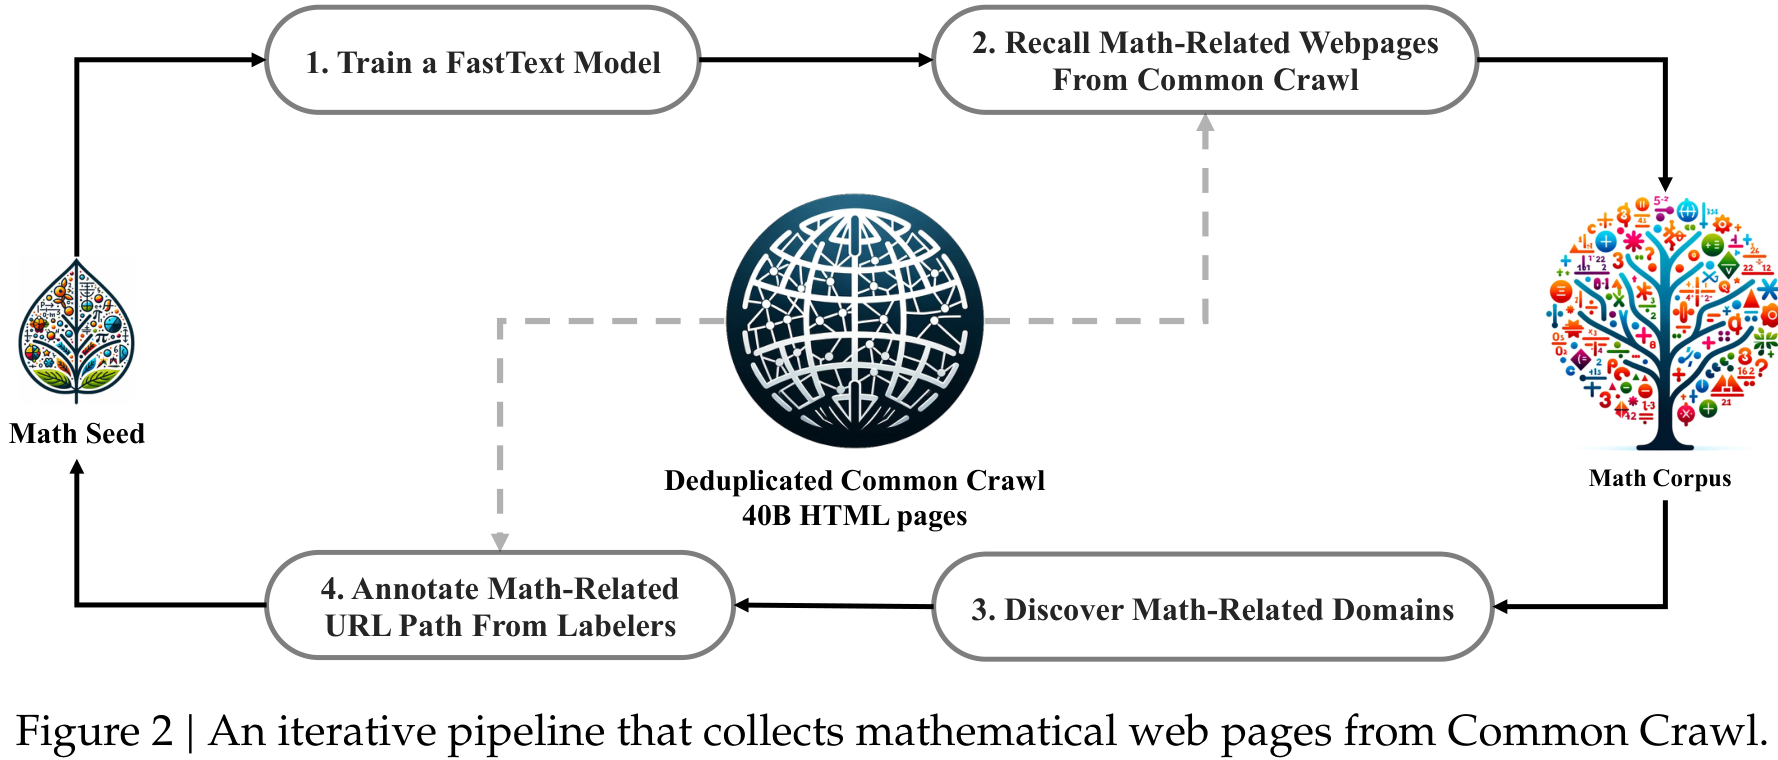 1. Train a FastText Model
2. Recall Math-Related Webpages
From Common Crawl
Math Seed
Deduplicated Common Crawl
40B HTML pages
Math Corpus
4. Annotate Math-Related
URL Path From Labelers
3. Discover Math-Related Domains
Figure 2 | An iterative pipeline that collects mathematical web pages from Common Crawl.